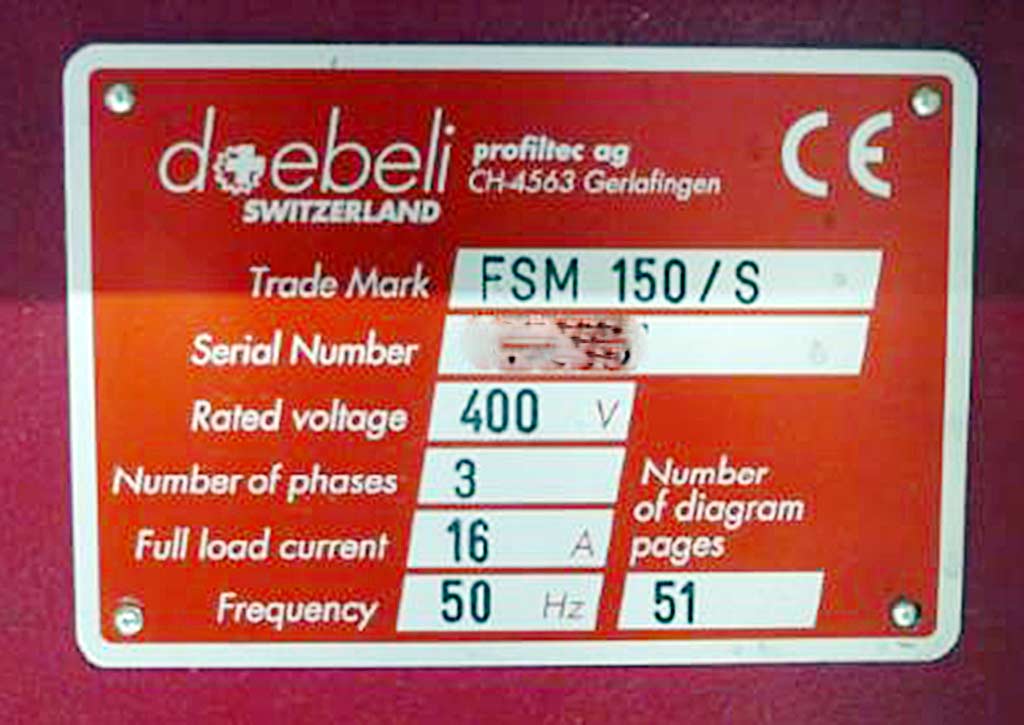 doebeli
SWITZERLAND
profiltec ag
CH-4563 Gerlafingen
CE
Trade Mark FSM 150/S
Serial Number
Rated voltage 400 V
Number of phases 3
Full load current 16 A
Frequency 50 Hz
Number
of diagram
pages
51